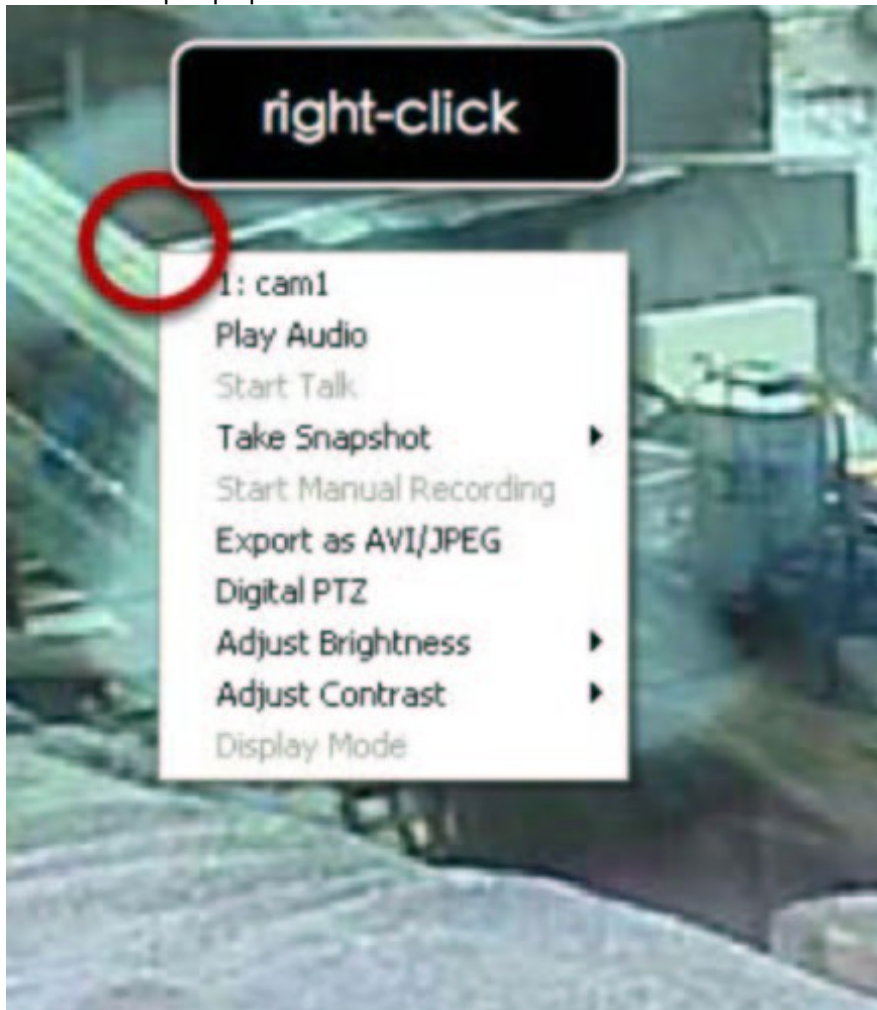 right-click
1: cam1
Play Audio
Start Talk
Take Snapshot
Start Manual Recording
Export as AVI/JPEG
Digital PTZ
Adjust Brightness
Adjust Contrast
Display Mode